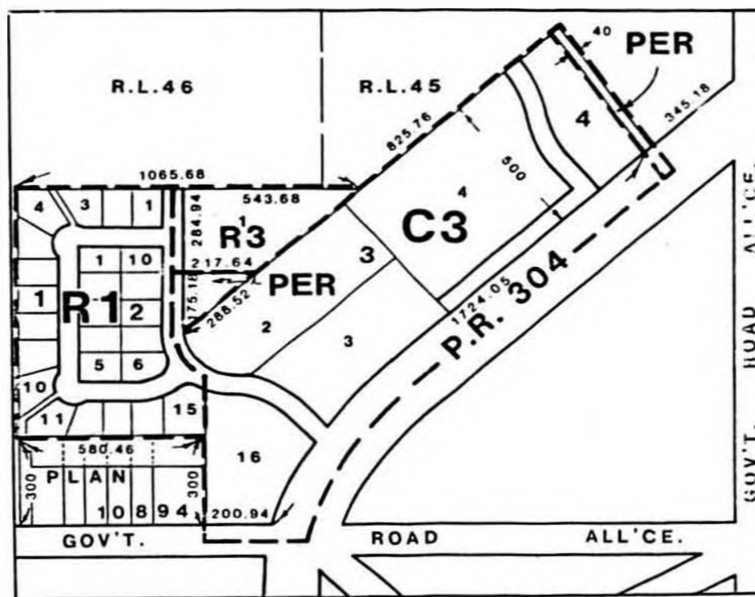 40
PER
R.L.46
R.L.45
345.18
825.76
4
1065.68
543.68
4
500
4
3
1
284.94
1
R3
C3
3
217.64
PER
1
10
175.18
288.52
1
R1
2
2
3
1724.05
P.R. 304
5
6
10
11
15
16
580.46
PLAN
300
300
10894
200.94
GOV'T.
ROAD
ALL'CE.
GOV'T.
ROAD
ALL'CE.